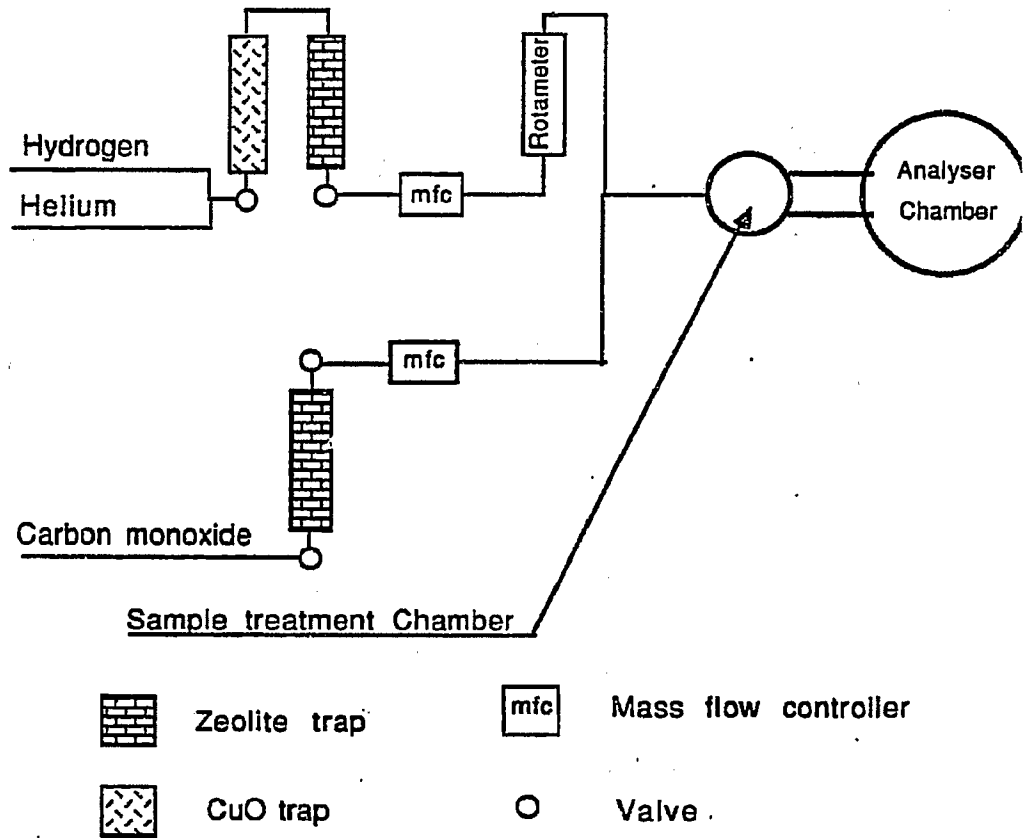 Hydrogen
Helium
mfc
Rotameter
Analyser
Chamber
mfc
Carbon monoxide
Sample treatment Chamber
Zeolite trap
mfc
Mass flow controller
CuO trap
Valve